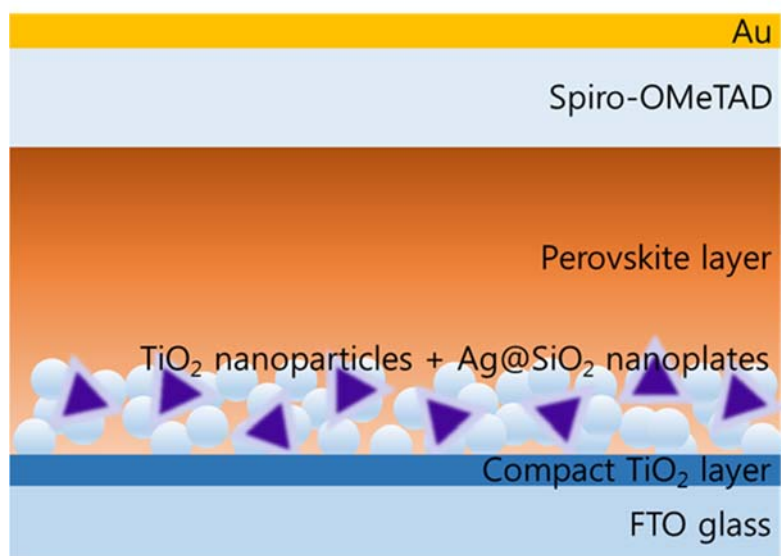 Au
Spiro-OMeTAD
Perovskite layer
TiO₂ nanoparticles + Ag@SiO₂ nanoplates
Compact TiO₂ layer
FTO glass